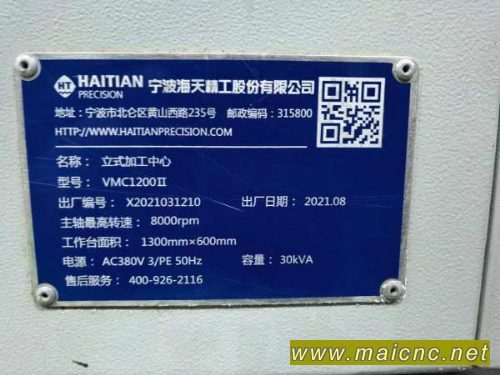 HT HAITIAN PRECISION 宁波海天精工股份有限公司
地址：宁波市北仑区黄山西路235号 邮政编码：315800
HTTP://WWW.HAITIANPRECISION.COM
名称： 立式加工中心
型号： VMC1200Ⅱ
出厂编号： X2021031210 出厂日期： 2021.08
主轴最高转速： 8000rpm
工作台面积： 1300mm×600mm
电源： AC380V 3/PE 50Hz 容量： 30kVA
售后服务： 400-926-2116
www.maicnc.net